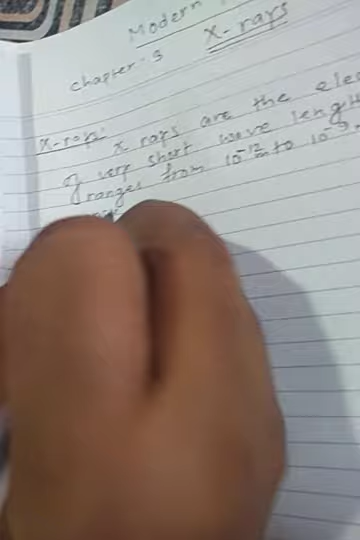 Modern
X-rays
chapter: 3
X-rays:
X rays are the ele
of very short wave lengt
ranges from 10⁻¹²m to 10⁻⁹